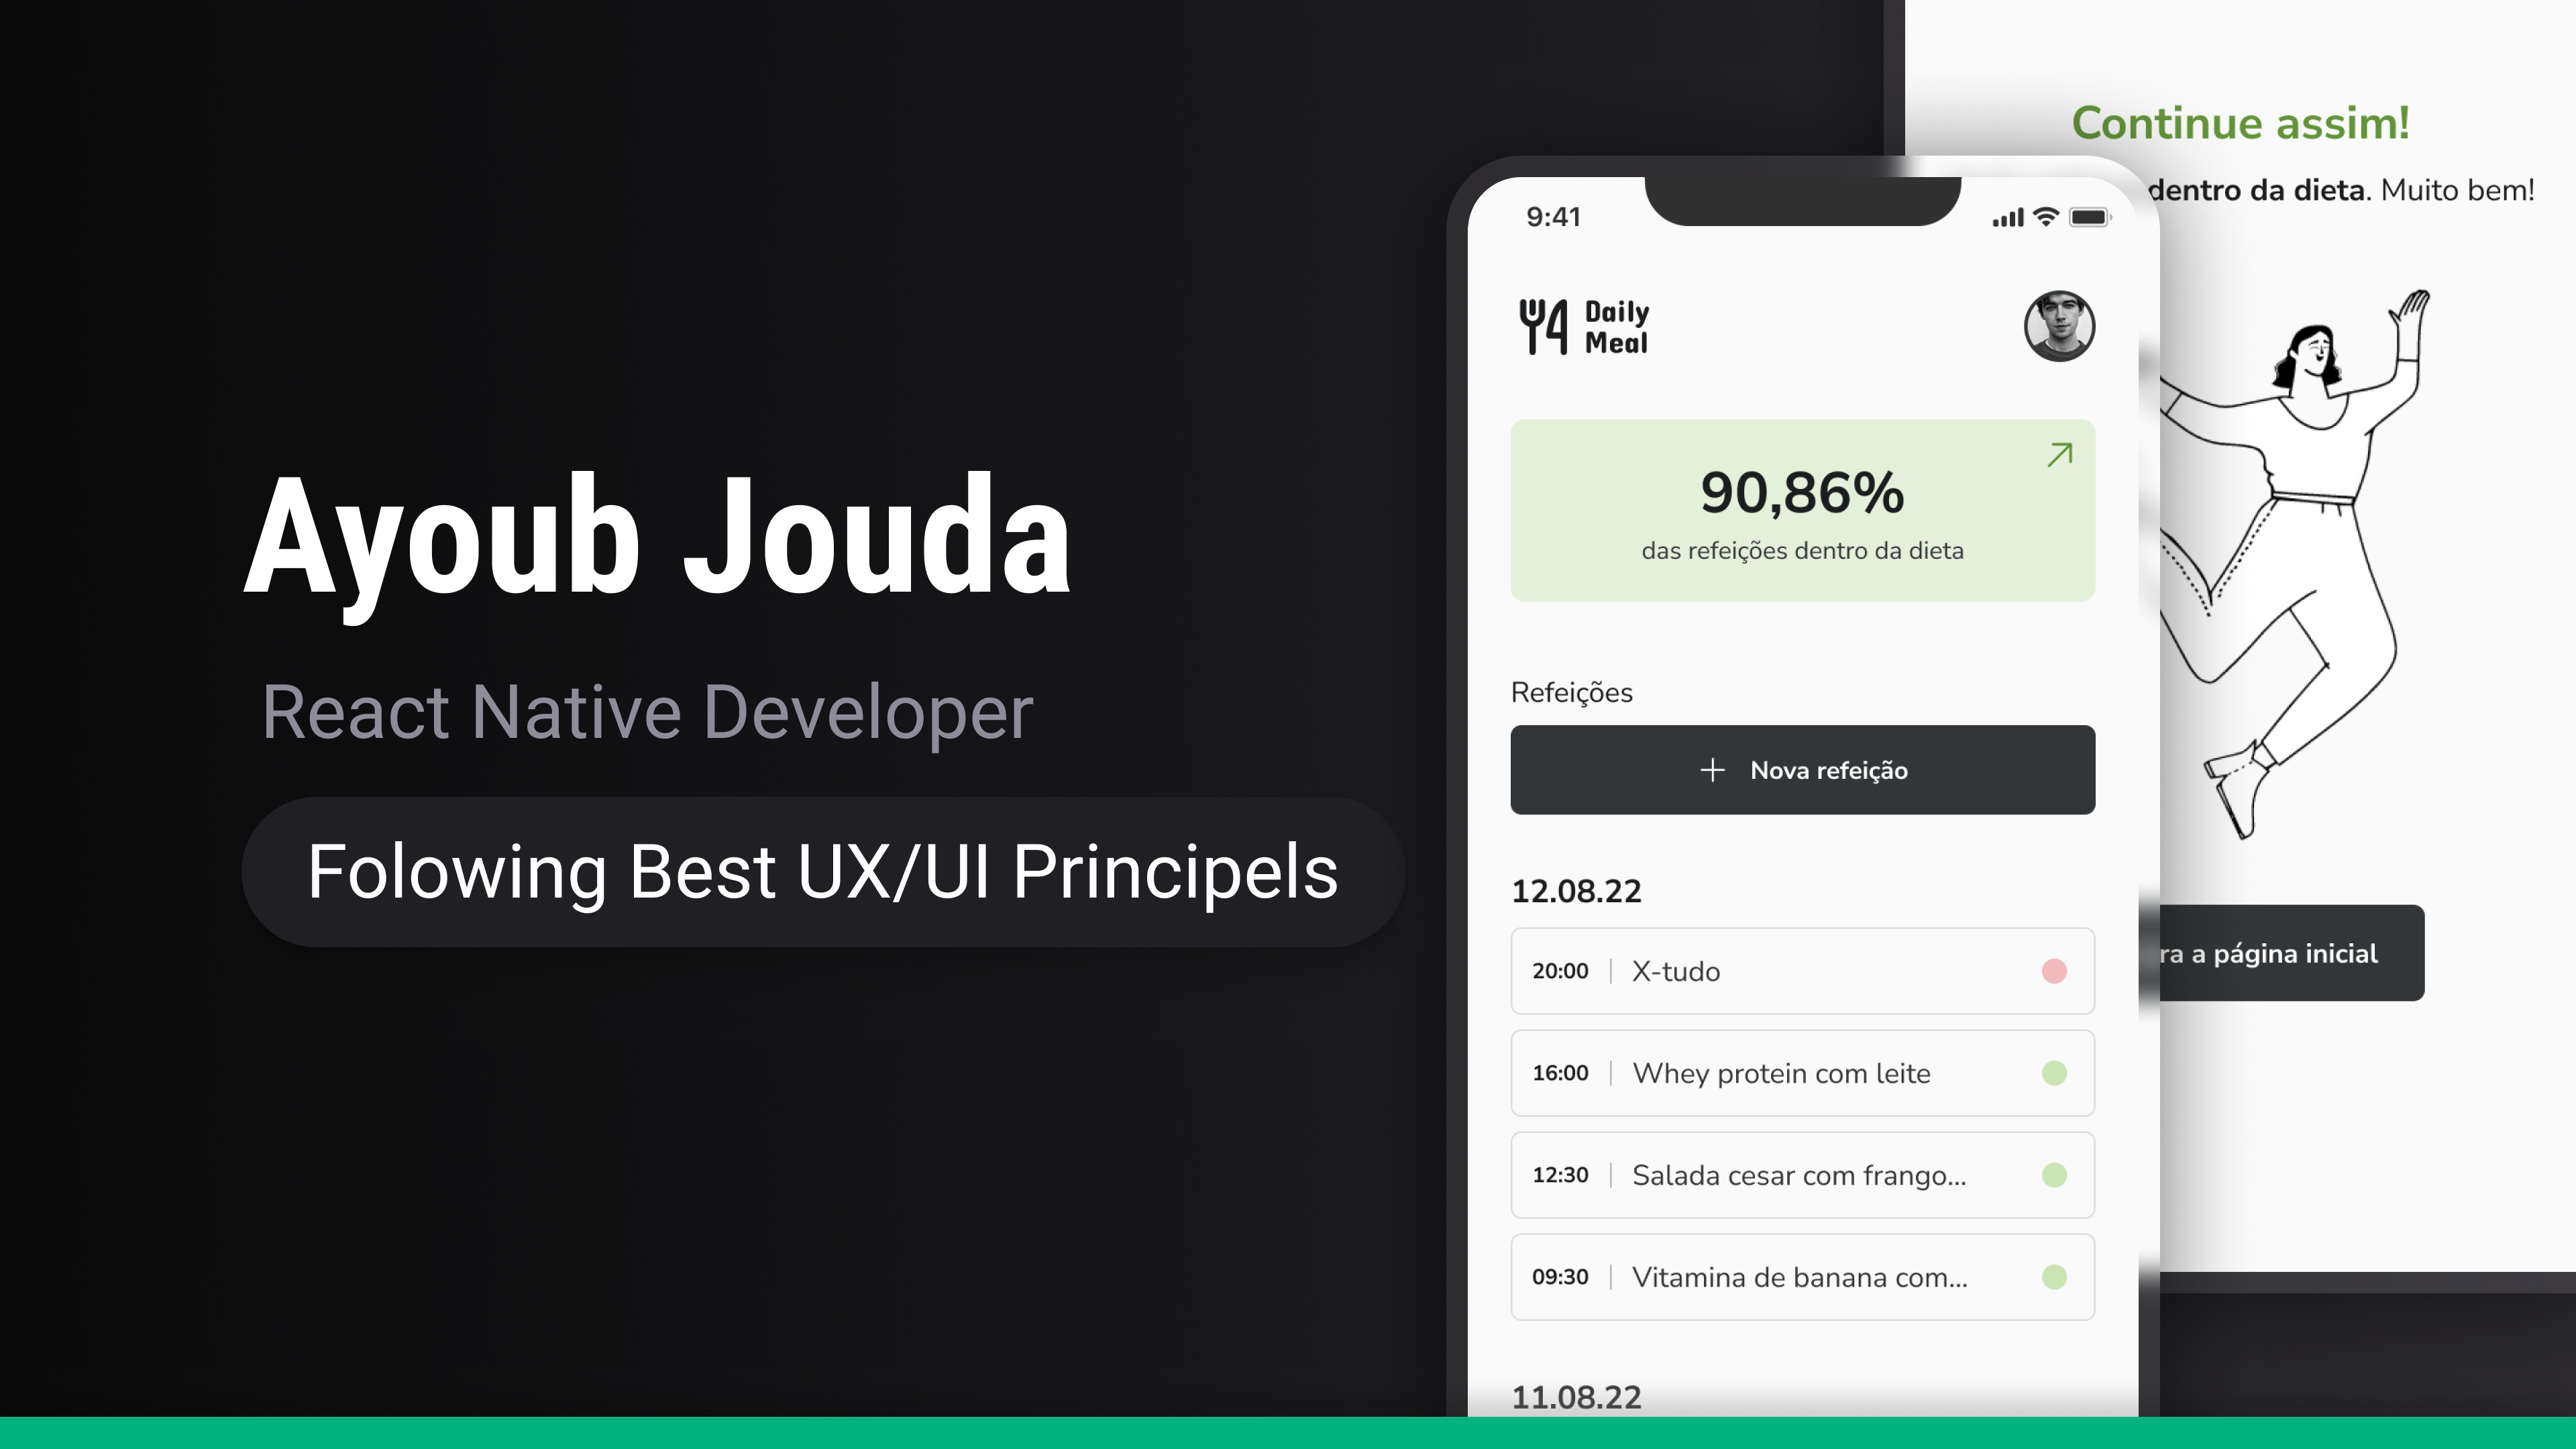 Ayoub Jouda
React Native Developer
Folowing Best UX/UI Principels
9:41
Daily
Meal
90,86%
das refeições dentro da dieta
Refeições
+ Nova refeição
12.08.22
20:00 | X-tudo
16:00 | Whey protein com leite
12:30 | Salada cesar com frango...
09:30 | Vitamina de banana com...
11.08.22
Continue assim!
dentro da dieta. Muito bem!
ra a página inicial